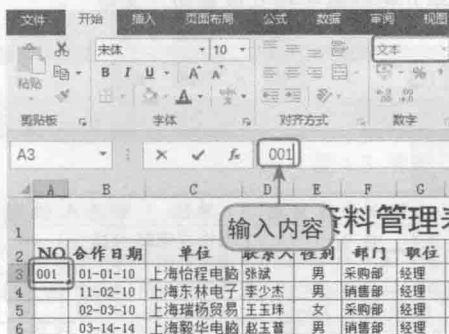 文件 开始 插入 页面布局 公式 数据 审阅 视图
宋体 10 文本
粘贴 B I U A A %
剪贴板 字体 对齐方式 数字
A3 fx 001
A B C D E F G
输入内容
1 资料管理表
2 NO 合作日期 单位 联系人 性别 部门 职位
3 001 01-01-10 上海怡程电脑 张斌 男 采购部 经理
4 11-02-10 上海东林电子 李少杰 男 销售部 经理
5 02-03-10 上海瑞杨贸易 王玉珠 女 采购部 经理
6 03-14-14 上海毅华电脑 赵玉普 男 销售部 经理